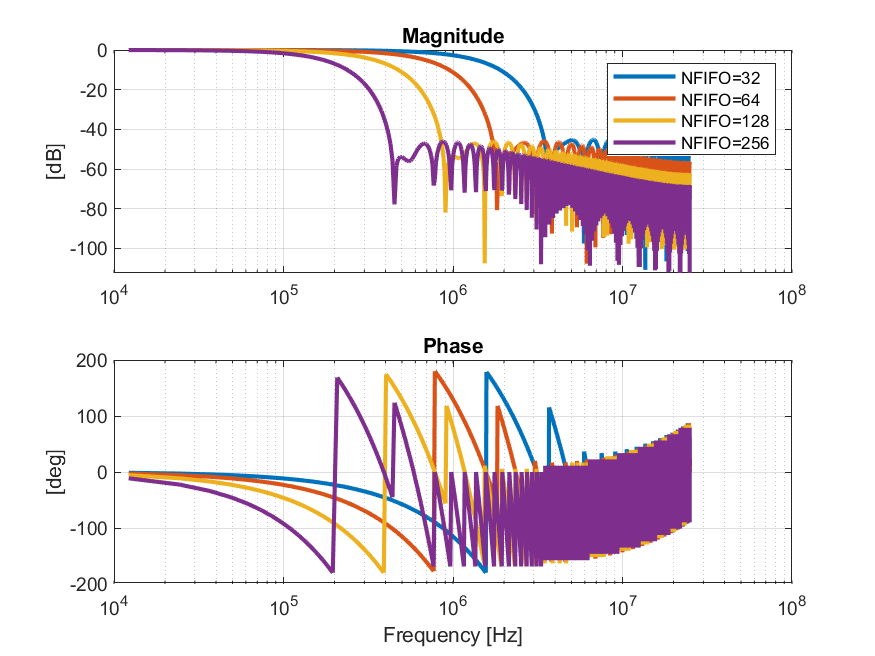 Magnitude
0
-20
-40
-60
-80
-100
[dB]
NFIFO=32
NFIFO=64
NFIFO=128
NFIFO=256
10^4
10^5
10^6
10^7
10^8
Phase
200
100
0
-100
-200
[deg]
10^4
10^5
10^6
10^7
10^8
Frequency [Hz]